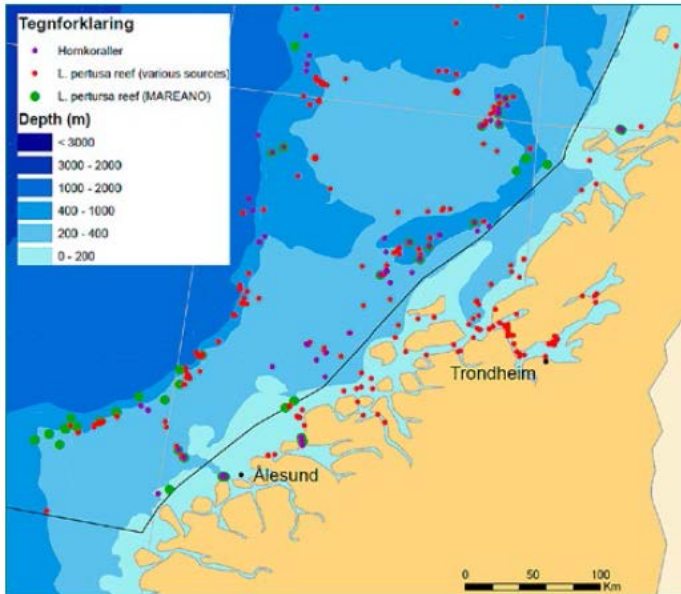 Tegnforklaring
Hornkoraller
L. pertusa reef (various sources)
L. pertursa reef (MAREANO)
Depth (m)
< 3000
3000 - 2000
1000 - 2000
400 - 1000
200 - 400
0 - 200
Trondheim
Ålesund
0 50 100
Km